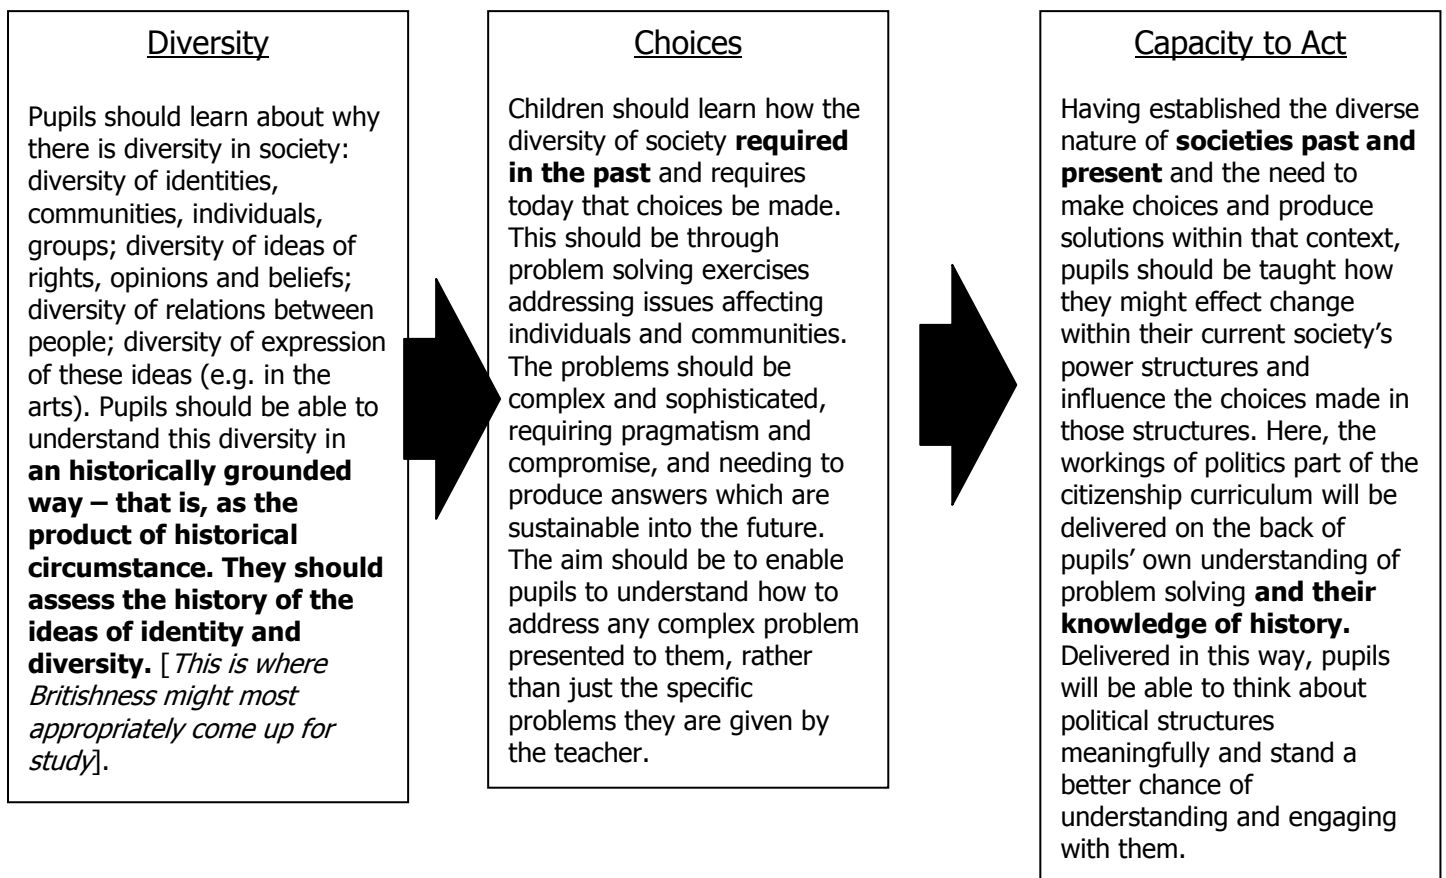 Diversity
Pupils should learn about why
there is diversity in society:
diversity of identities,
communities, individuals,
groups; diversity of ideas of
rights, opinions and beliefs;
diversity of relations between
people; diversity of expression
of these ideas (e.g. in the
arts). Pupils should be able to
understand this diversity in
an historically grounded
way – that is, as the
product of historical
circumstance. They should
assess the history of the
ideas of identity and
diversity. [This is where
Britishness might most
appropriately come up for
study].
Choices
Children should learn how the
diversity of society required
in the past and requires
today that choices be made.
This should be through
problem solving exercises
addressing issues affecting
individuals and communities.
The problems should be
complex and sophisticated,
requiring pragmatism and
compromise, and needing to
produce answers which are
sustainable into the future.
The aim should be to enable
pupils to understand how to
address any complex problem
presented to them, rather
than just the specific
problems they are given by
the teacher.
Capacity to Act
Having established the diverse
nature of societies past and
present and the need to
make choices and produce
solutions within that context,
pupils should be taught how
they might effect change
within their current society’s
power structures and
influence the choices made in
those structures. Here, the
workings of politics part of the
citizenship curriculum will be
delivered on the back of
pupils’ own understanding of
problem solving and their
knowledge of history.
Delivered in this way, pupils
will be able to think about
political structures
meaningfully and stand a
better chance of
understanding and engaging
with them.